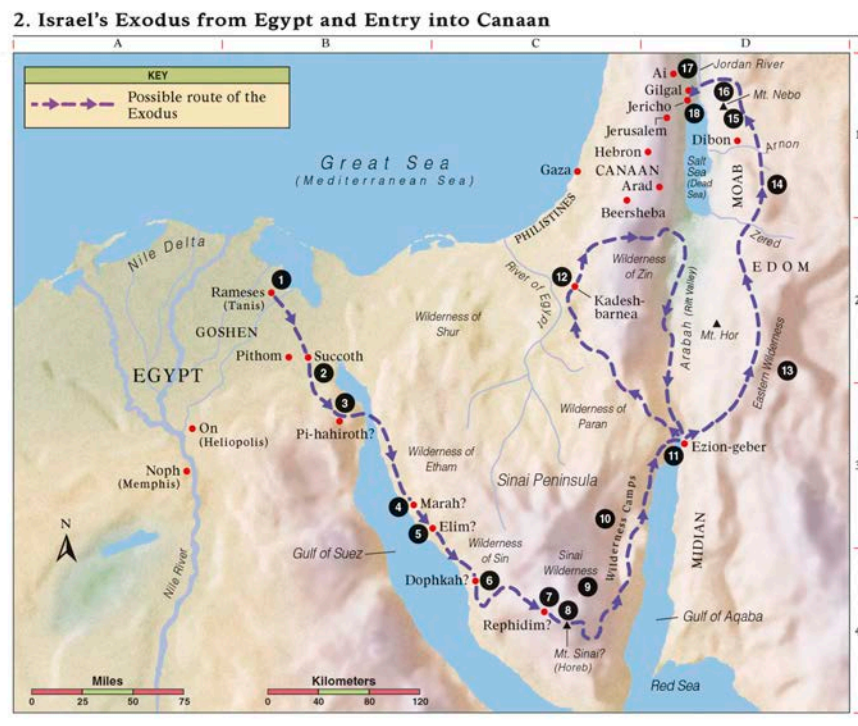 2. Israel's Exodus from Egypt and Entry into Canaan
A
B
C
D
KEY
Possible route of the
Exodus
Great Sea
(Mediterranean Sea)
17
Jordan River
Ai
Gilgal
16
Mt. Nebo
Jericho
18
15
Jerusalem
Dibon
Arnon
1
Hebron
Salt
Sea
(Dead
Sea)
Gaza
CANAAN
MOAB
14
Arad
Beersheba
PHILISTINES
Zered
Nile Delta
1
Rameses
(Tanis)
12
River of Egypt
Wilderness
of Zin
EDOM
Kadesh-
barnea
2
Arabah (Rift Valley)
Wilderness of
Shur
GOSHEN
Mt. Hor
Pithom
Succoth
2
EGYPT
Eastern Wilderness
13
3
Wilderness of
Paran
On
(Heliopolis)
Pi-hahiroth?
Ezion-geber
11
Wilderness of
Etham
3
Noph
(Memphis)
Sinai Peninsula
4
Marah?
Wilderness Camps
10
5
Elim?
N
MIDIAN
Gulf of Suez
Wilderness
of Sin
Sinai
Wilderness
Nile River
Dophkah?
6
9
7
8
Rephidim?
Gulf of Aqaba
4
Mt. Sinai?
(Horeb)
Red Sea
Miles
0 25 50 75
Kilometers
0 40 80 120